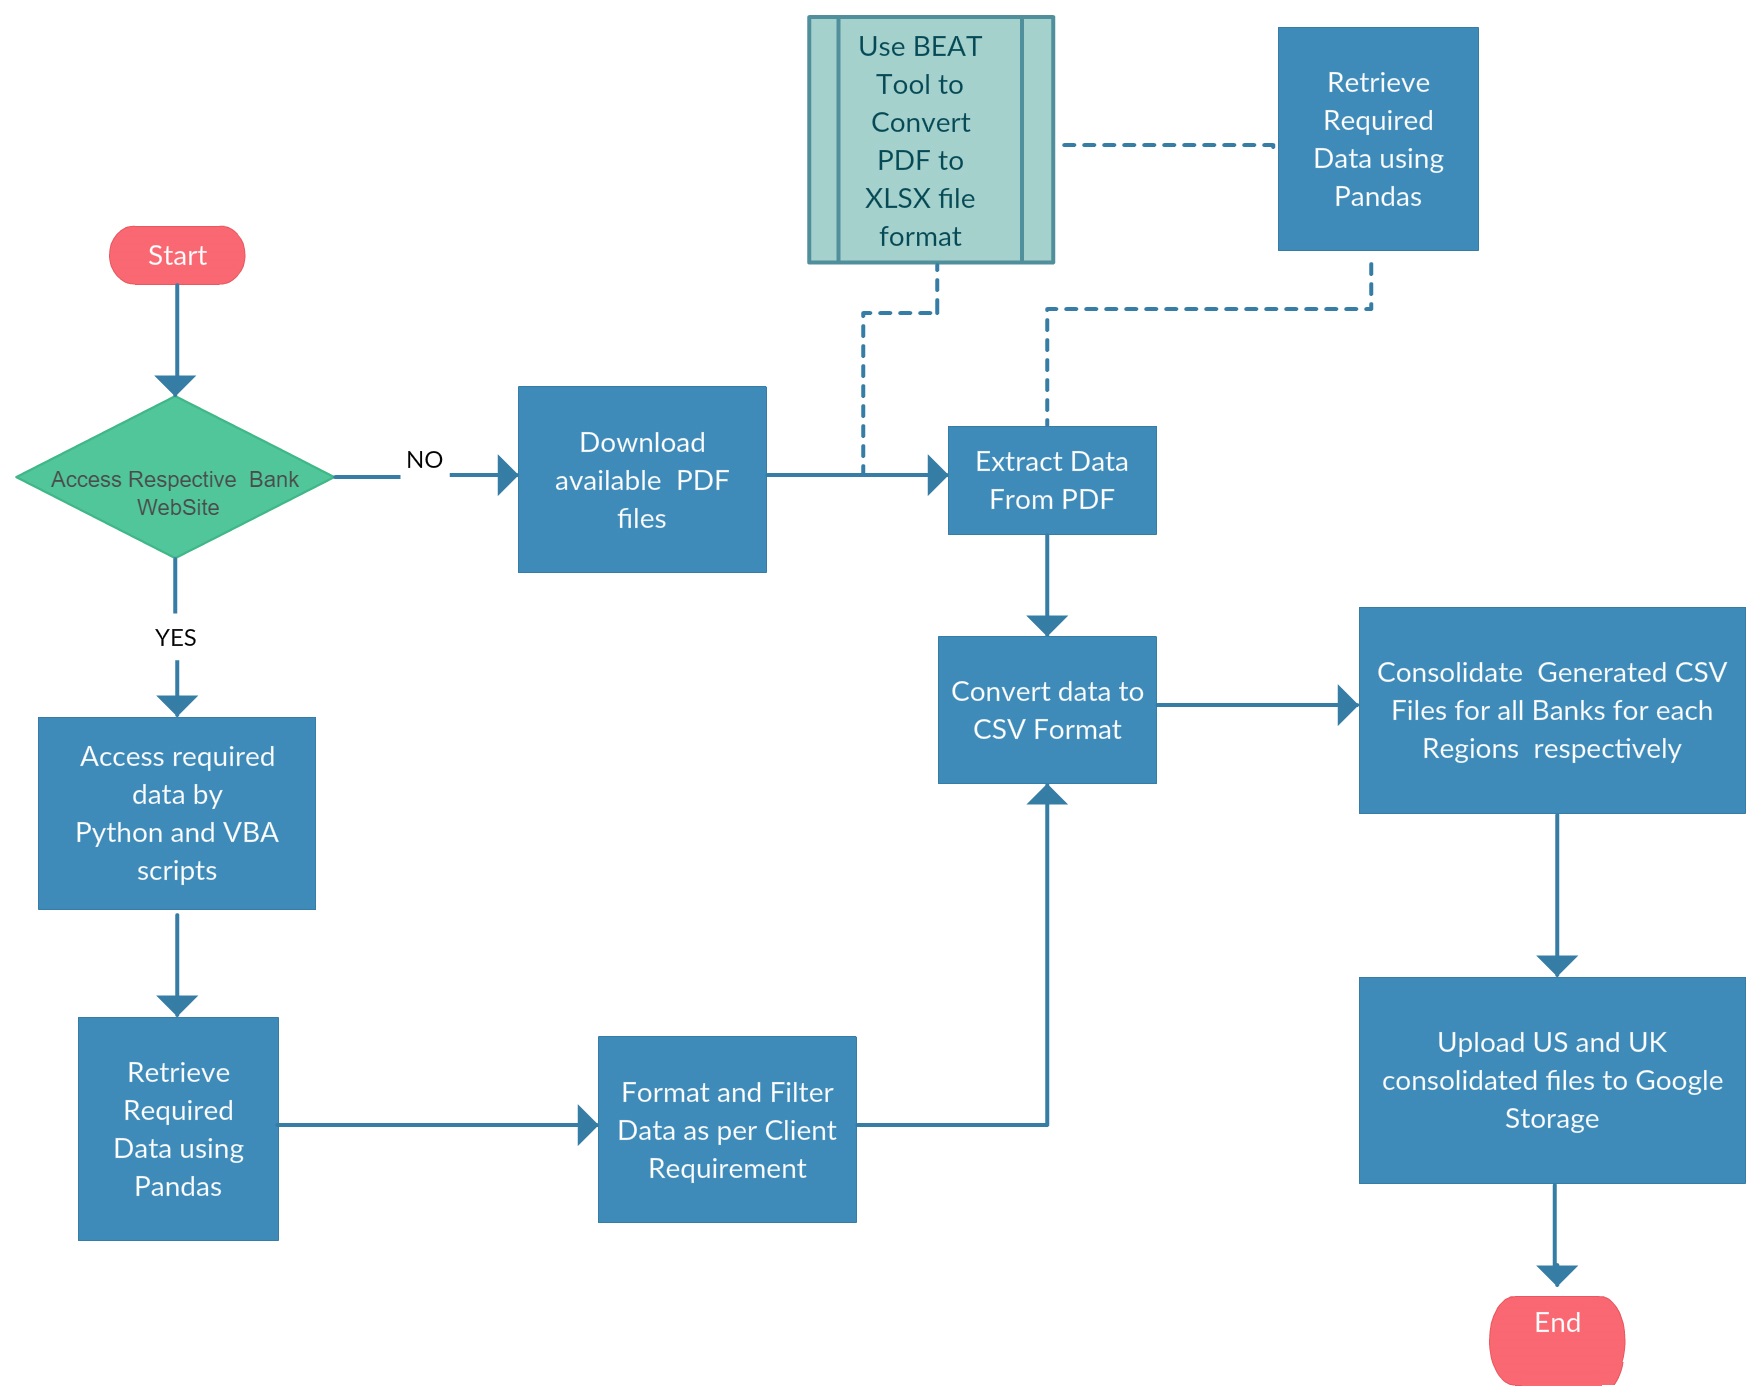 Use BEAT
Tool to
Convert
PDF to
XLSX file
format
Retrieve
Required
Data using
Pandas
Start
Access Respective  Bank
WebSite
NO
Download
available  PDF
files
Extract Data
From PDF
YES
Access required
data by
Python and VBA
scripts
Convert data to
CSV Format
Consolidate  Generated CSV
Files for all Banks for each
Regions  respectively
Retrieve
Required
Data using
Pandas
Format and Filter
Data as per Client
Requirement
Upload US and UK
consolidated files to Google
Storage
End